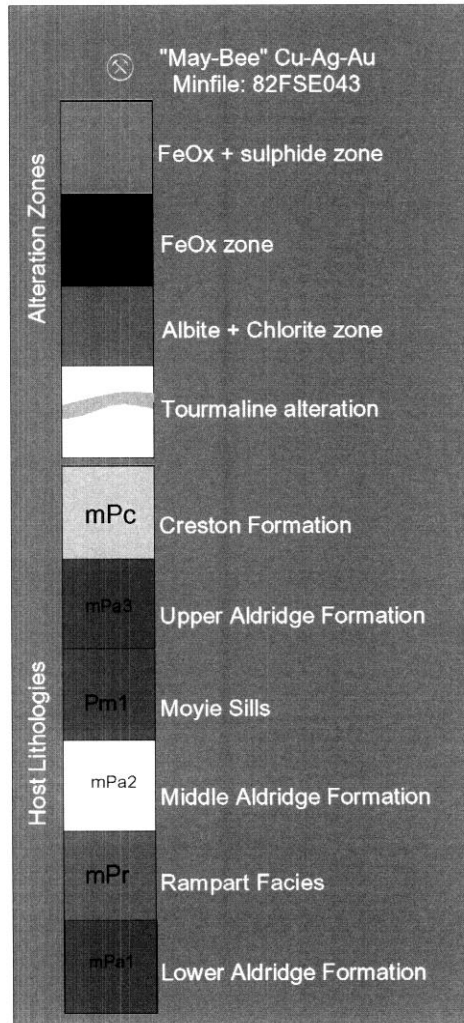 "May-Bee" Cu-Ag-Au
Minfile: 82FSE043
Alteration Zones
FeOx + sulphide zone
FeOx zone
Albite + Chlorite zone
Tourmaline alteration
Host Lithologies
mPc Creston Formation
mPa3 Upper Aldridge Formation
Pm1 Moyie Sills
mPa2 Middle Aldridge Formation
mPr Rampart Facies
mPa1 Lower Aldridge Formation